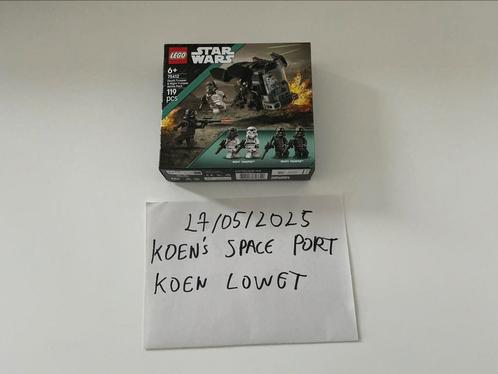 LEGO
STAR
WARS
6+
75412
119
pcs
27/05/2025
KOEN's SPACE PORT
KOEN LOWET